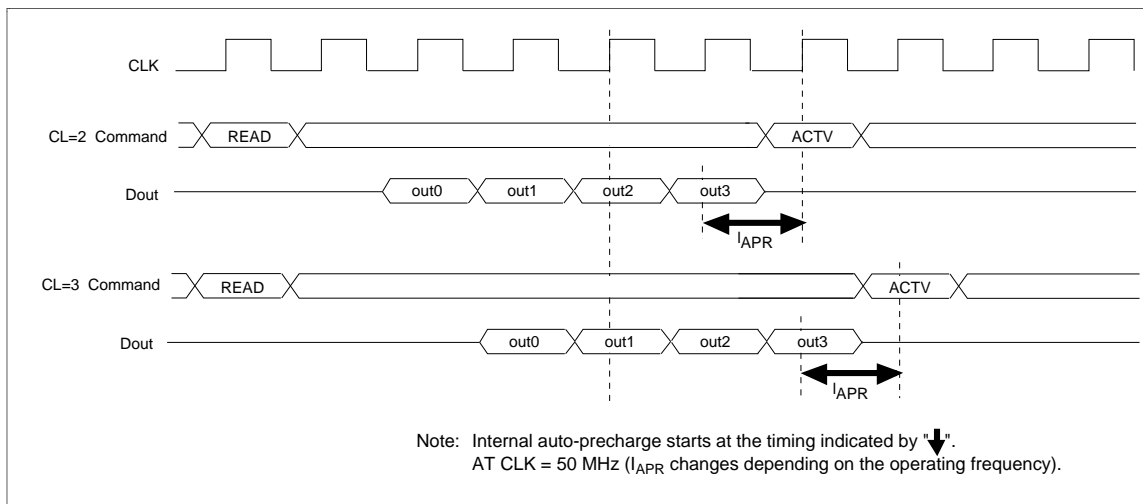 CLK
CL=2 Command READ ACTV
Dout out0 out1 out2 out3
lAPR
CL=3 Command READ ACTV
Dout out0 out1 out2 out3
lAPR
Note: Internal auto-precharge starts at the timing indicated by " ".
AT CLK = 50 MHz (IAPR changes depending on the operating frequency).